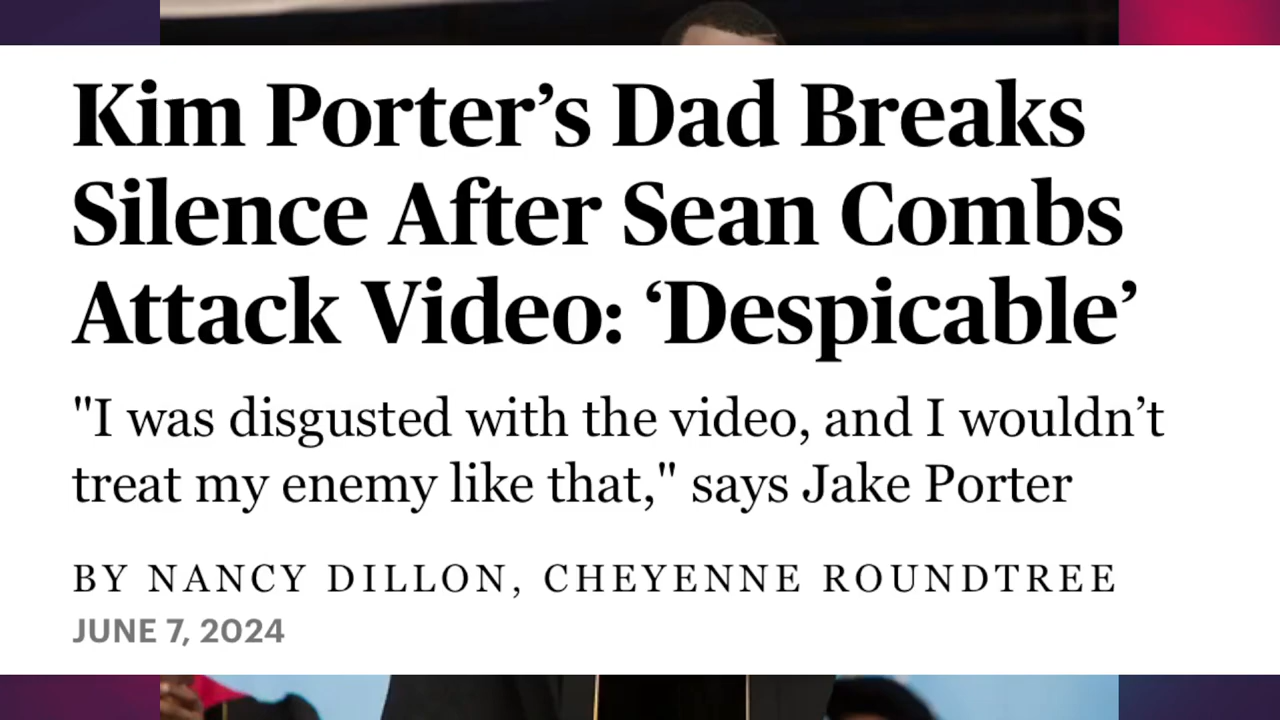 Kim Porter’s Dad Breaks
Silence After Sean Combs
Attack Video: ‘Despicable’
"I was disgusted with the video, and I wouldn’t
treat my enemy like that," says Jake Porter
BY NANCY DILLON, CHEYENNE ROUNDTREE
JUNE 7, 2024